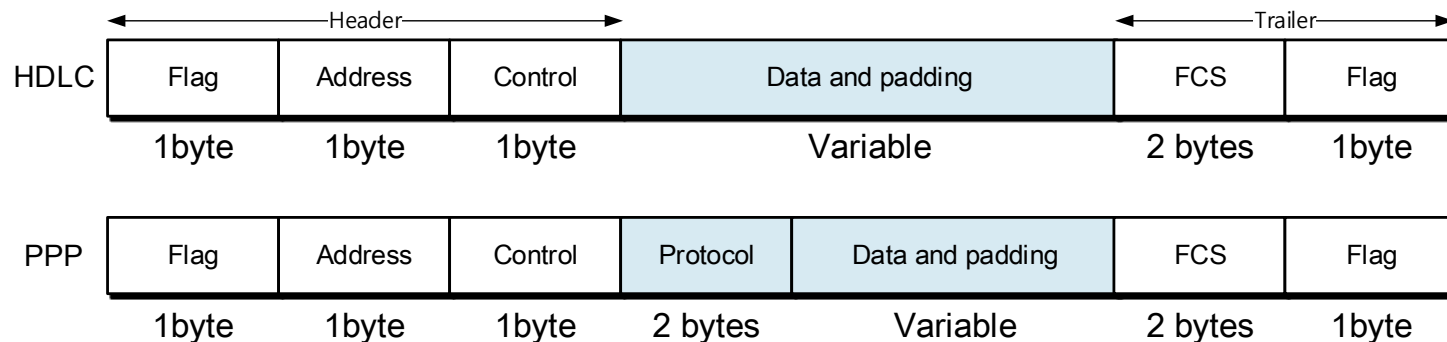 Header Trailer
HDLC Flag Address Control Data and padding FCS Flag
1byte 1byte 1byte Variable 2 bytes 1byte
PPP Flag Address Control Protocol Data and padding FCS Flag
1byte 1byte 1byte 2 bytes Variable 2 bytes 1byte